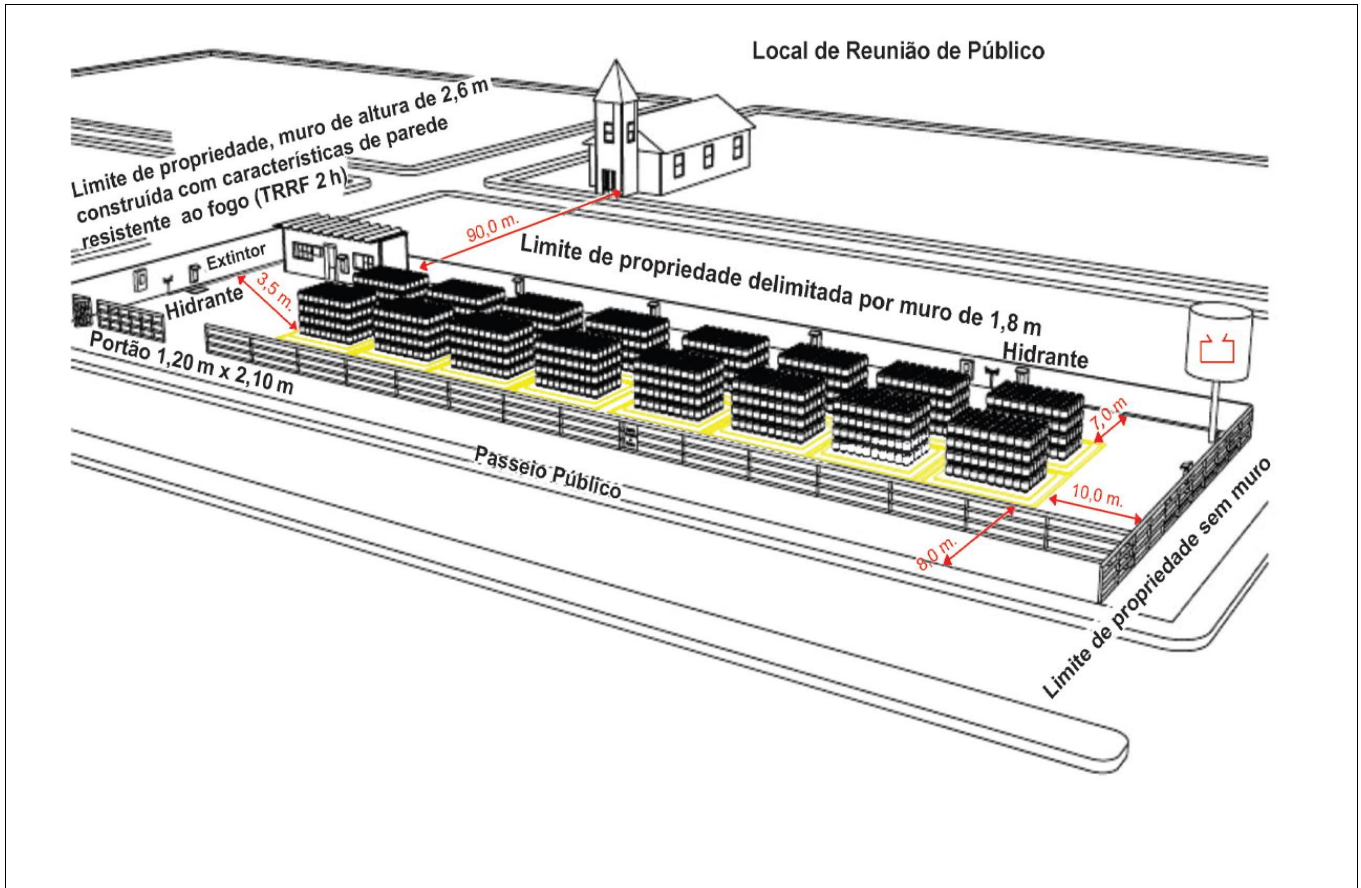 Local de Reunião de Público
Limite de propriedade, muro de altura de 2,6 m
construída com características de parede
resistente ao fogo (TRRF 2 h)
90,0 m.
Limite de propriedade delimitada por muro de 1,8 m
Extintor
3,5 m.
Hidrante
Portão 1,20 m x 2,10 m
Hidrante
7,0 m
Passeio Público
10,0 m.
8,0 m.
Limite de propriedade sem muro